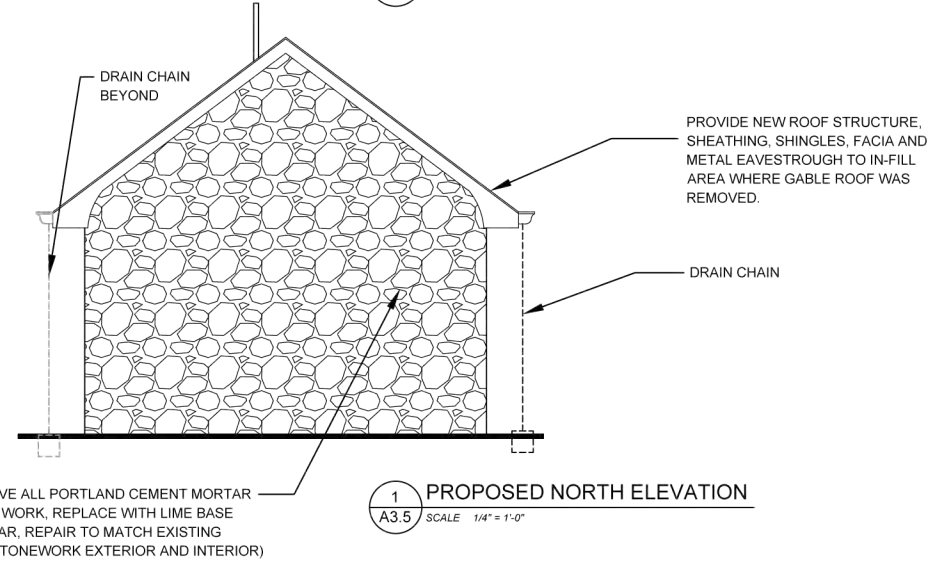 DRAIN CHAIN
BEYOND
PROVIDE NEW ROOF STRUCTURE,
SHEATHING, SHINGLES, FACIA AND
METAL EAVESTROUGH TO IN-FILL
AREA WHERE GABLE ROOF WAS
REMOVED.
DRAIN CHAIN
ALL PORTLAND CEMENT MORTAR
WORK, REPLACE WITH LIME BASE
REPAIR TO MATCH EXISTING
EXTERIOR AND INTERIOR)
1
A3.5
PROPOSED NORTH ELEVATION
SCALE 1/4" = 1'-0"